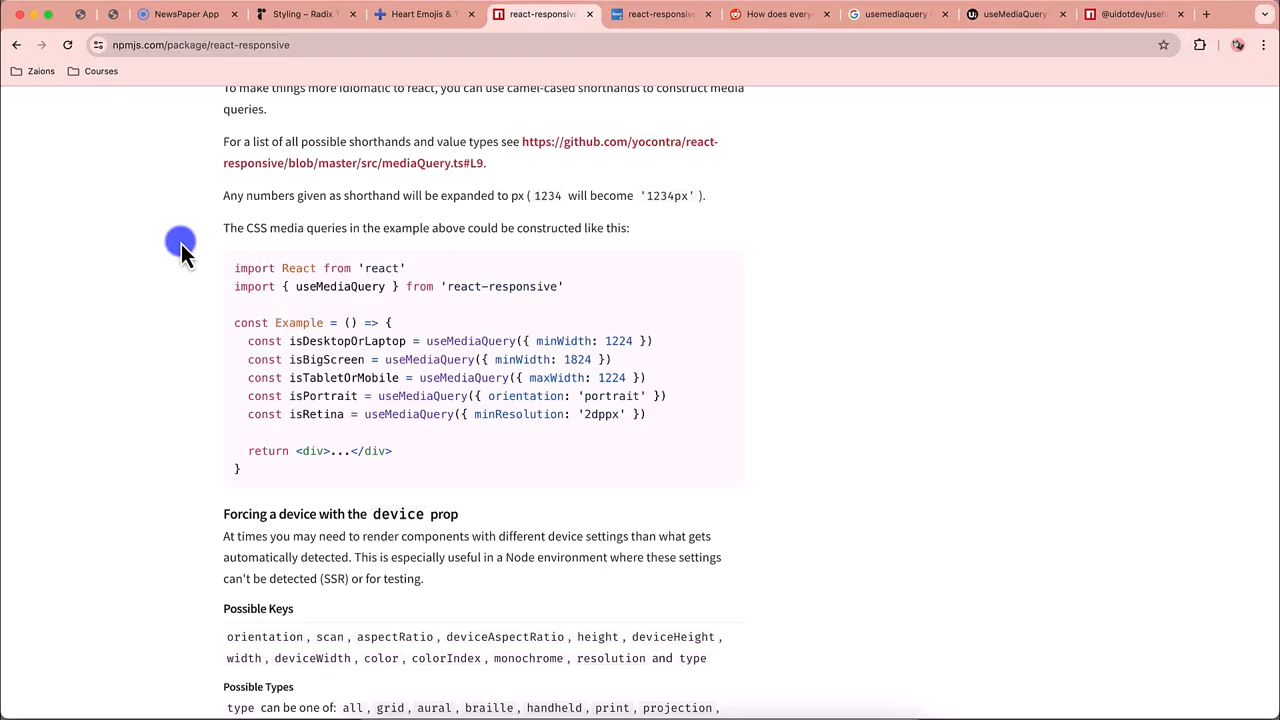 NewsPaper App
Styling – Radix T
Heart Emojis & T
react-responsive
react-responsive
How does every
usemediaquery
useMediaQuery
@uidotdev/useh
npmjs.com/package/react-responsive
Zaions
Courses
To make things more idiomatic to react, you can use camel-cased shorthands to construct media
queries.
For a list of all possible shorthands and value types see https://github.com/yocontra/react-
responsive/blob/master/src/mediaQuery.ts#L9.
Any numbers given as shorthand will be expanded to px ( 1234 will become '1234px' ).
The CSS media queries in the example above could be constructed like this:
import React from 'react'
import { useMediaQuery } from 'react-responsive'
const Example = () => {
const isDesktopOrLaptop = useMediaQuery({ minWidth: 1224 })
const isBigScreen = useMediaQuery({ minWidth: 1824 })
const isTabletOrMobile = useMediaQuery({ maxWidth: 1224 })
const isPortrait = useMediaQuery({ orientation: 'portrait' })
const isRetina = useMediaQuery({ minResolution: '2dppx' })
return <div>...</div>
}
Forcing a device with the device prop
At times you may need to render components with different device settings than what gets
automatically detected. This is especially useful in a Node environment where these settings
can't be detected (SSR) or for testing.
Possible Keys
orientation, scan, aspectRatio, deviceAspectRatio, height, deviceHeight,
width, deviceWidth, color, colorIndex, monochrome, resolution and type
Possible Types
type can be one of: all, grid, aural, braille, handheld, print, projection,